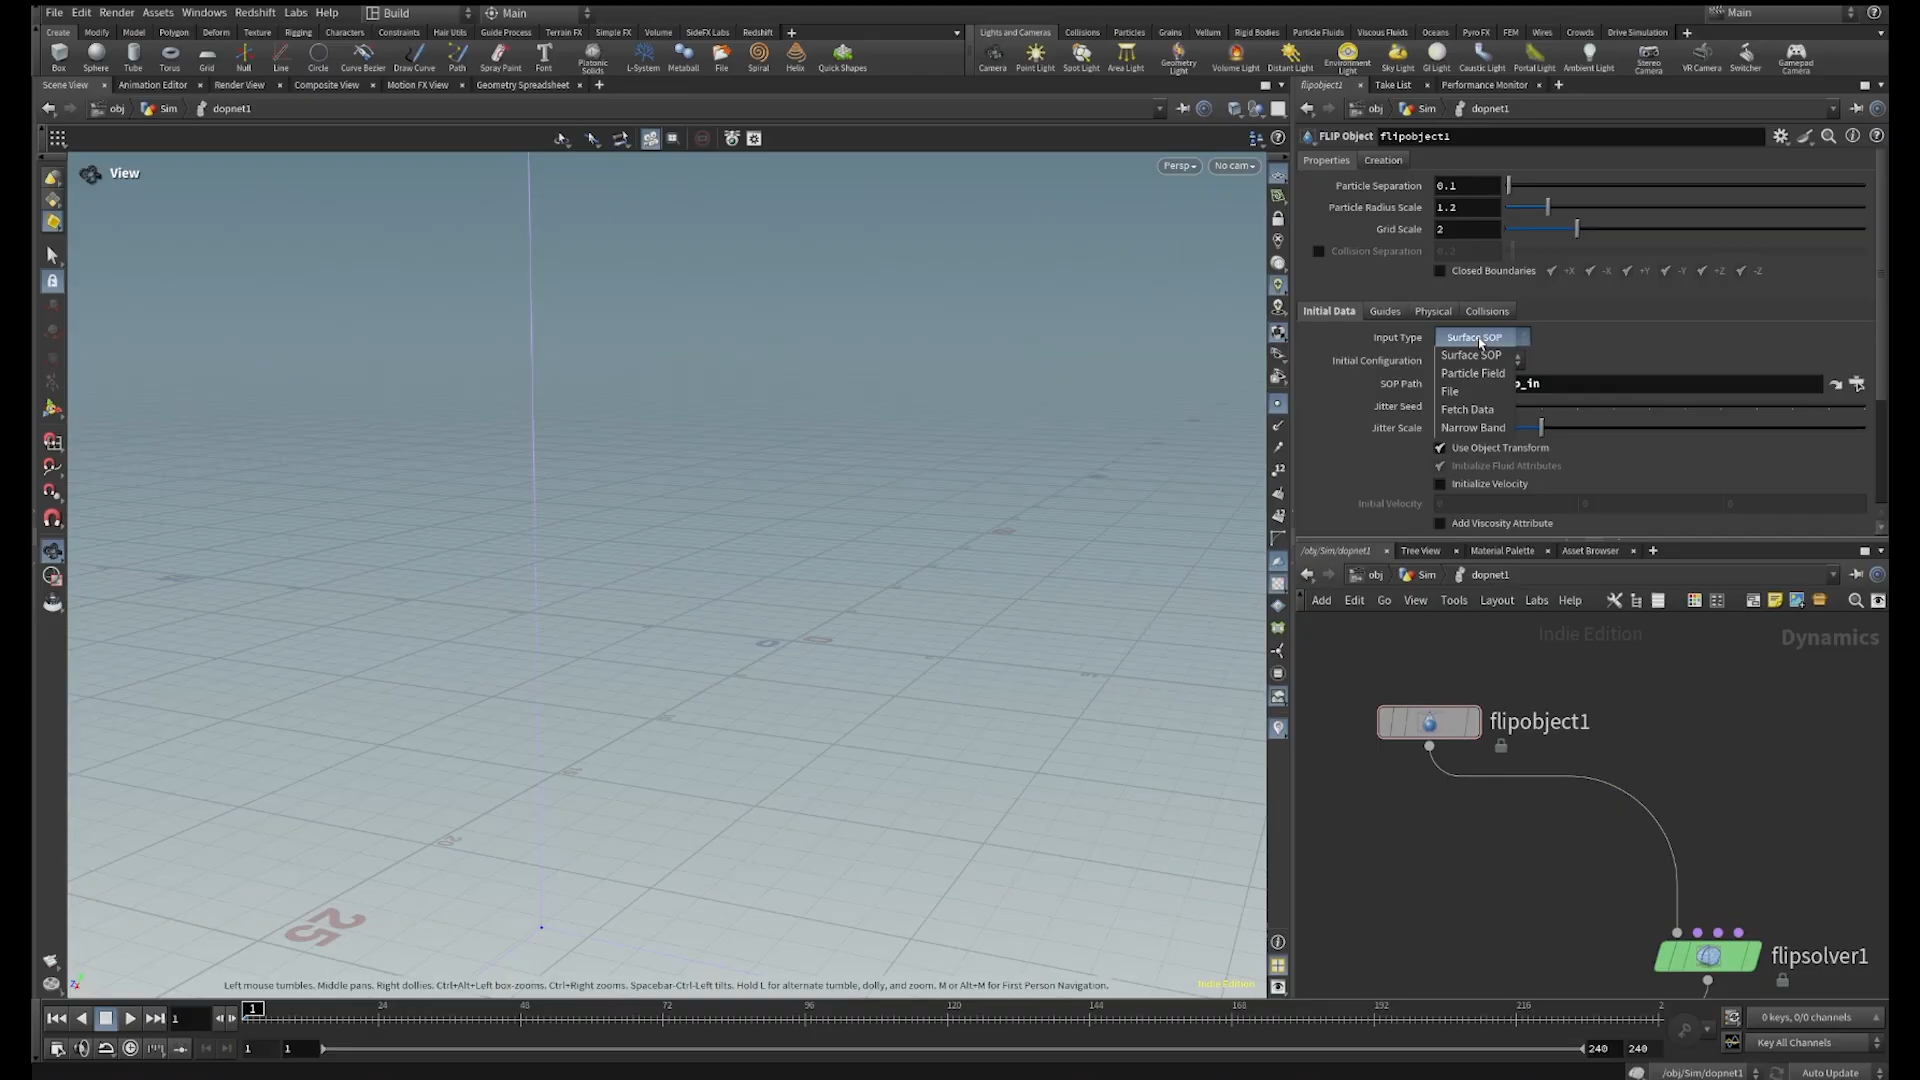 File Edit Render Assets Windows Redshift Labs Help Build Main Main
Create Modify Model Polygon Deform Texture Rigging Characters Constraints Hair Utils Guide Process Terrain FX Simple FX Volume SideFX Labs Redshift
Lights and Cameras Collisions Particles Grains Vellum Rigid Bodies Particle Fluids Viscous Fluids Oceans Pyro FX FEM Wires Crowds Drive Simulation
Box Sphere Tube Torus Grid Null Line Circle Curve Bezier Draw Curve Path Spray Paint Font Platonic Solids L-System Metaball File Spiral Helix Quick Shapes
Camera Point Light Spot Light Area Light Geometry Light Volume Light Distant Light Environment Light Sky Light GI Light Caustic Light Portal Light Ambient Light Stereo Camera VR Camera Switcher Gamepad Camera
Scene View Animation Editor Render View Composite View Motion FX View Geometry Spreadsheet
flipobject1 Take List Performance Monitor
obj Sim dopnet1
obj Sim dopnet1
FLIP Object flipobject1
View
Persp
No cam
Properties Creation
Particle Separation 0.1
Particle Radius Scale 1.2
Grid Scale 2
Collision Separation 0.2
Closed Boundaries +X -X +Y -Y +Z -Z
Initial Data Guides Physical Collisions
Input Type Surface SOP
Surface SOP
Initial Configuration
Particle Field
SOP Path o_in
File
Jitter Seed
Fetch Data
Jitter Scale
Narrow Band
Use Object Transform
Initialize Fluid Attributes
Initialize Velocity
Initial Velocity 0 0 0
Add Viscosity Attribute
/obj/Sim/dopnet1 Tree View Material Palette Asset Browser
obj Sim dopnet1
Add Edit Go View Tools Layout Labs Help
Indie Edition
Dynamics
flipobject1
flipsolver1
25
20
Left mouse tumbles. Middle pans. Right dollies. Ctrl+Alt+Left box-zooms. Ctrl+Right zooms. Spacebar-Ctrl-Left tilts. Hold L for alternate tumble, dolly, and zoom. M or Alt+M for First Person Navigation.
Indie Edition
1 1 24 48 72 96 120 144 168 192 216 2
0 keys, 0/0 channels
1 1 240 240
Key All Channels
/obj/Sim/dopnet1
Auto Update